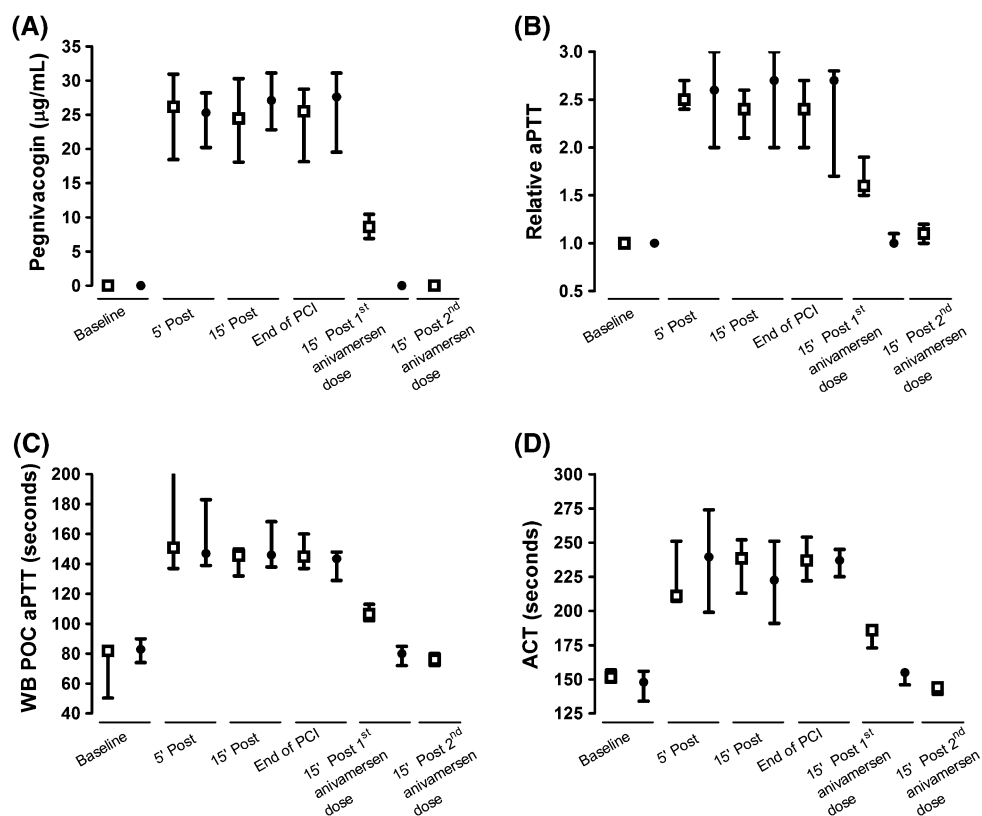 (A)
Pegnivacogin (µg/mL)
35
30
25
20
15
10
5
0
Baseline
5' Post
15' Post
End of PCI
15' Post 1st
anivamersen
dose
15' Post 2nd
anivamersen
dose
(B)
Relative aPTT
3.0
2.5
2.0
1.5
1.0
0.5
Baseline
5' Post
15' Post
End of PCI
15' Post 1st
anivamersen
dose
15' Post 2nd
anivamersen
dose
(C)
WB POC aPTT (seconds)
200
180
160
140
120
100
80
60
40
Baseline
5' Post
15' Post
End of PCI
15' Post 1st
anivamersen
dose
15' Post 2nd
anivamersen
dose
(D)
ACT (seconds)
300
275
250
225
200
175
150
125
Baseline
5' Post
15' Post
End of PCI
15' Post 1st
anivamersen
dose
15' Post 2nd
anivamersen
dose